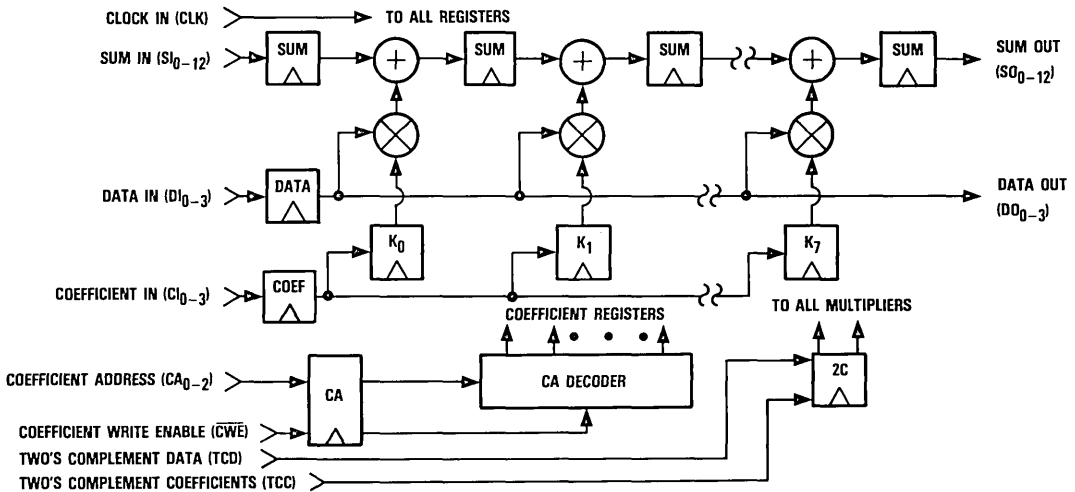 CLOCK IN (CLK)
TO ALL REGISTERS
SUM IN (SI0–12)
SUM
+
SUM
+
SUM
+
SUM
SUM OUT
(SO0–12)
DATA IN (DI0–3)
DATA
DATA OUT
(DO0–3)
K0
K1
K7
COEFFICIENT IN (CI0–3)
COEF
COEFFICIENT REGISTERS
TO ALL MULTIPLIERS
COEFFICIENT ADDRESS (CA0–2)
CA
CA DECODER
2C
COEFFICIENT WRITE ENABLE (C̅W̅E̅)
TWO'S COMPLEMENT DATA (TCD)
TWO'S COMPLEMENT COEFFICIENTS (TCC)